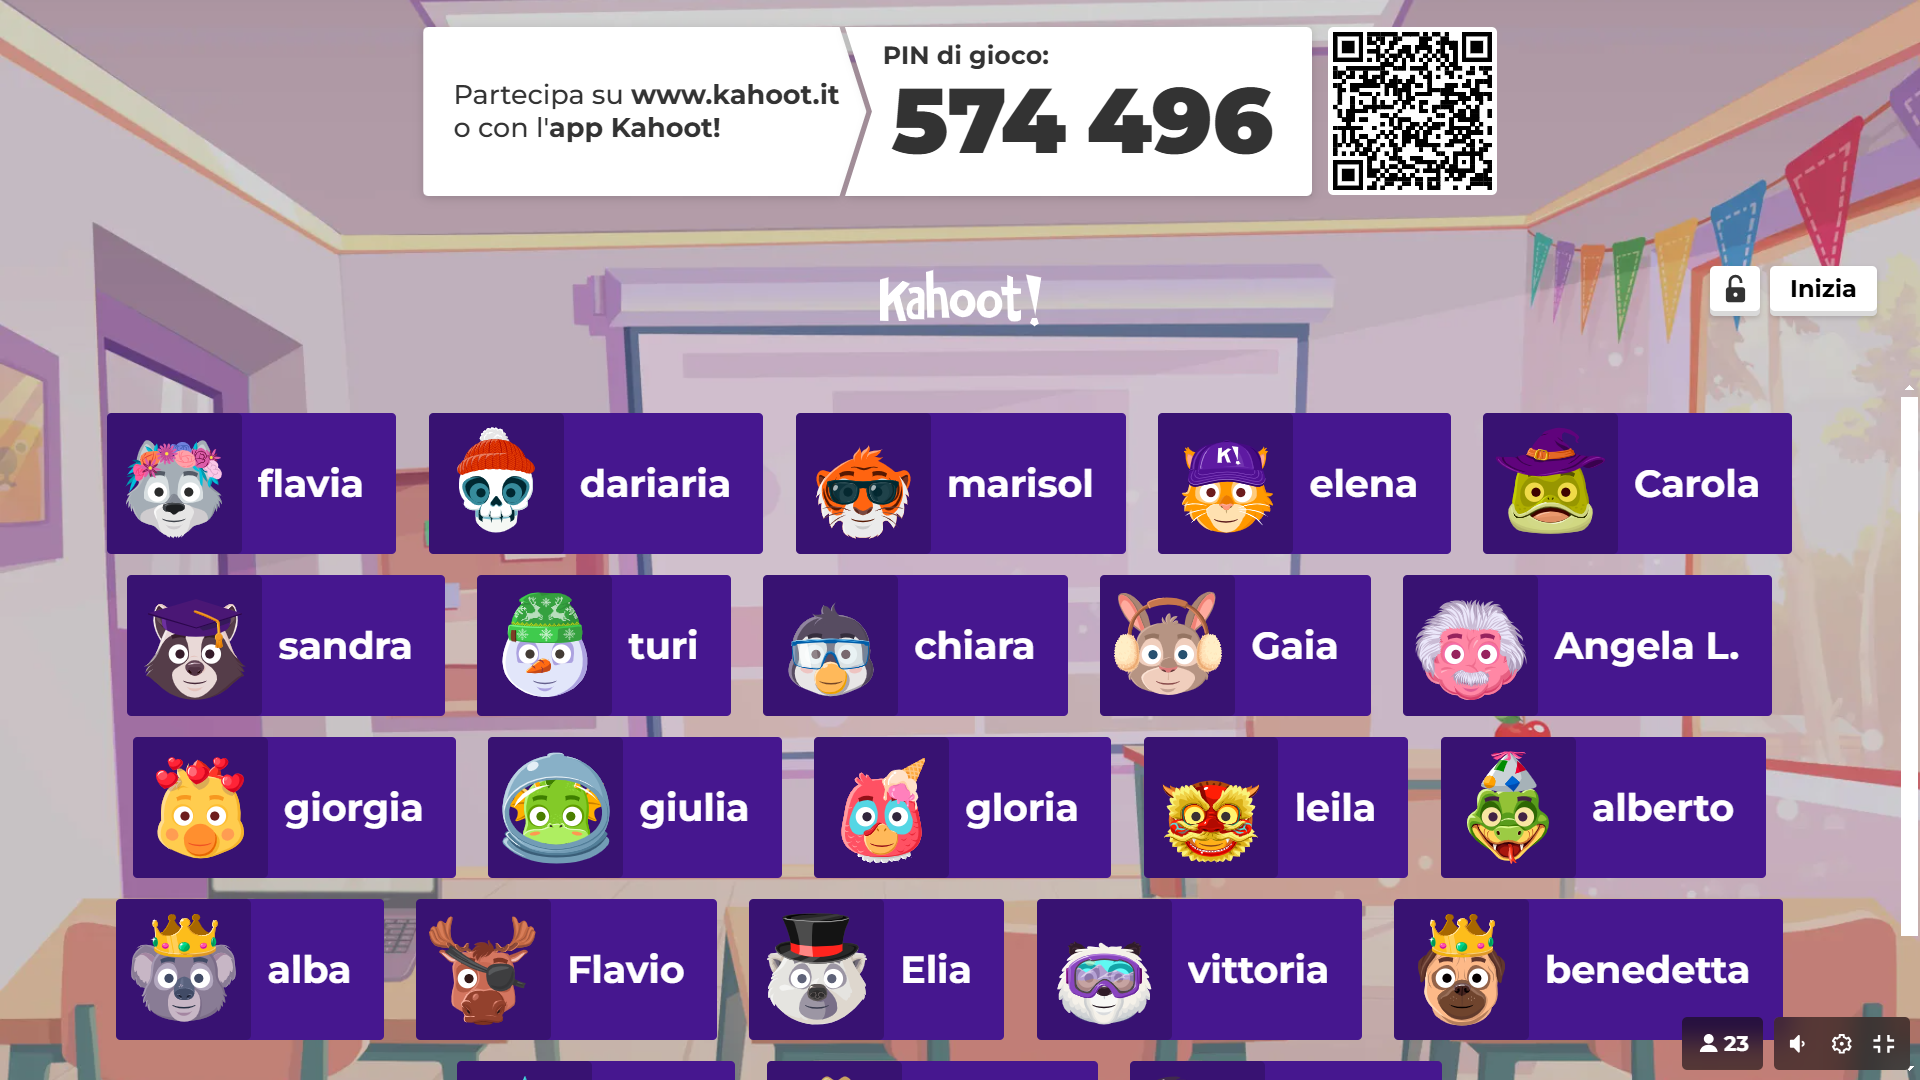 Partecipa su www.kahoot.it
o con l'app Kahoot!
PIN di gioco:
574 496
Kahoot!
Inizia
flavia
dariaria
marisol
K!
elena
Carola
sandra
turi
chiara
Gaia
Angela L.
giorgia
giulia
gloria
leila
alberto
alba
Flavio
Elia
vittoria
benedetta
23